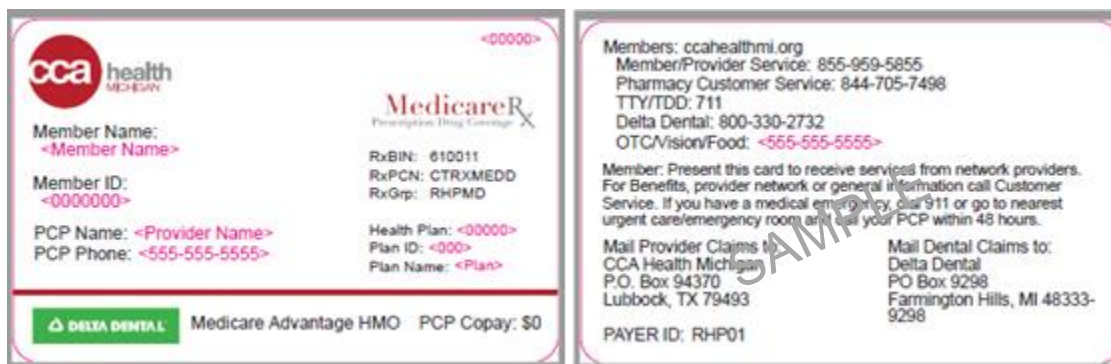 <00000>
cca health
MICHIGAN
MedicareRx
Prescription Drug Coverage
Member Name:
<Member Name>
Member ID:
<0000000>
PCP Name: <Provider Name>
PCP Phone: <555-555-5555>
RxBIN: 610011
RxPCN: CTRXMEDD
RxGrp: RHPMD
Health Plan: <00000>
Plan ID: <000>
Plan Name: <Plan>
DELTA DENTAL Medicare Advantage HMO PCP Copay: $0
Members: ccahealthmi.org
Member/Provider Service: 855-959-5855
Pharmacy Customer Service: 844-705-7498
TTY/TDD: 711
Delta Dental: 800-330-2732
OTC/Vision/Food: <555-555-5555>
Member: Present this card to receive services from network providers.
For Benefits, provider network or general information call Customer
Service. If you have a medical emergency, dial 911 or go to nearest
urgent care/emergency room and call your PCP within 48 hours.
Mail Provider Claims to:
CCA Health Michigan
P.O. Box 94370
Lubbock, TX 79493
Mail Dental Claims to:
Delta Dental
PO Box 9298
Farmington Hills, MI 48333-
9298
PAYER ID: RHP01
SAMPLE